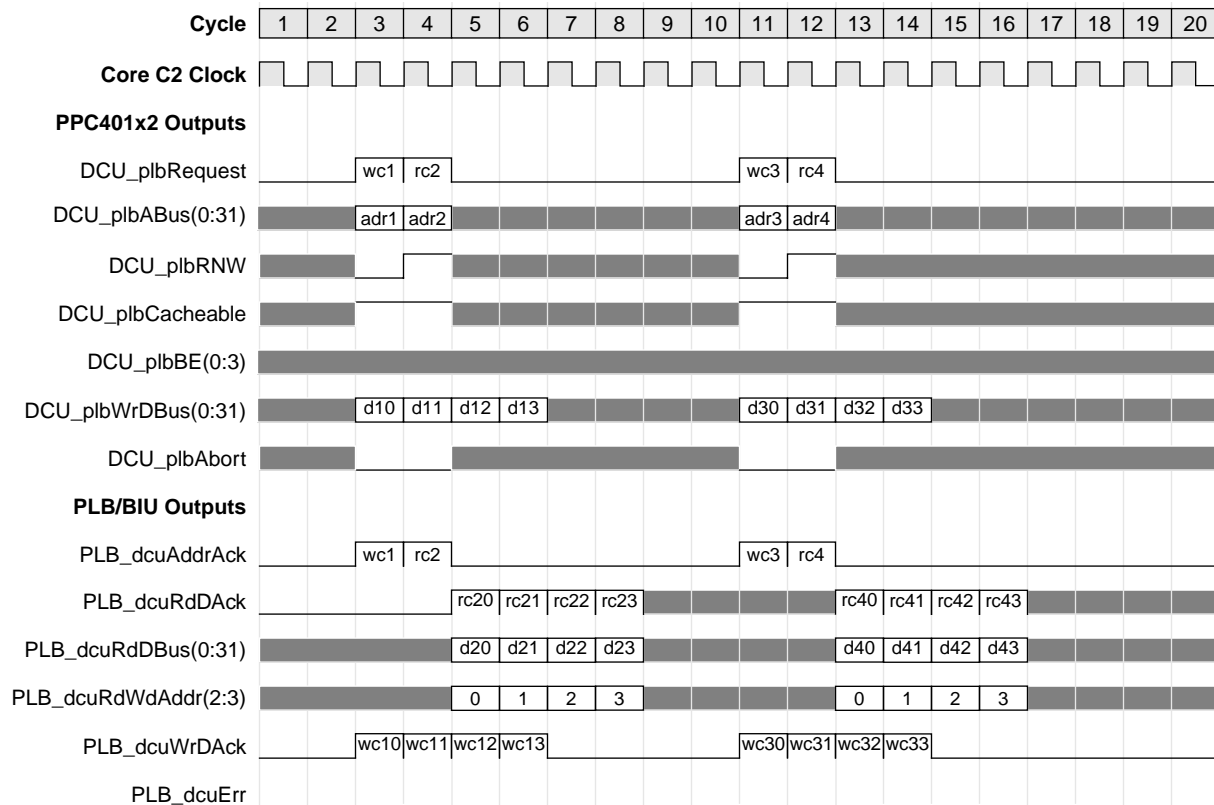 Cycle 1 2 3 4 5 6 7 8 9 10 11 12 13 14 15 16 17 18 19 20
Core C2 Clock
PPC401x2 Outputs
DCU_plbRequest wc1 rc2 wc3 rc4
DCU_plbABus(0:31) adr1 adr2 adr3 adr4
DCU_plbRNW
DCU_plbCacheable
DCU_plbBE(0:3)
DCU_plbWrDBus(0:31) d10 d11 d12 d13 d30 d31 d32 d33
DCU_plbAbort
PLB/BIU Outputs
PLB_dcuAddrAck wc1 rc2 wc3 rc4
PLB_dcuRdDAck rc20 rc21 rc22 rc23 rc40 rc41 rc42 rc43
PLB_dcuRdDBus(0:31) d20 d21 d22 d23 d40 d41 d42 d43
PLB_dcuRdWdAddr(2:3) 0 1 2 3 0 1 2 3
PLB_dcuWrDAck wc10 wc11 wc12 wc13 wc30 wc31 wc32 wc33
PLB_dcuErr